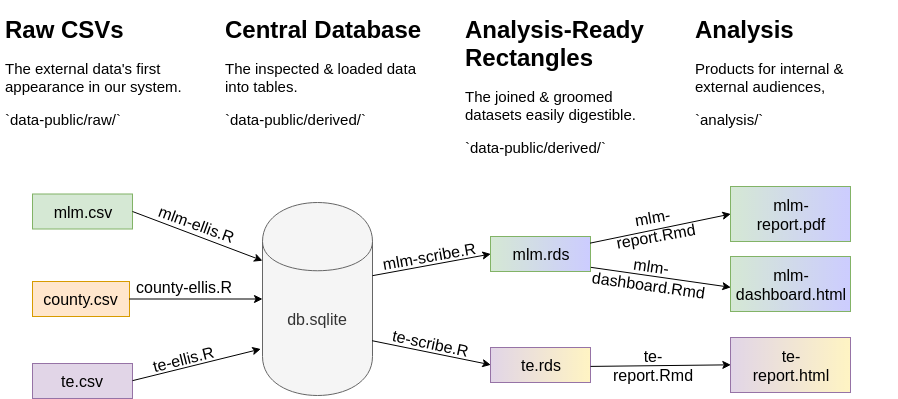 Raw CSVs
The external data's first
appearance in our system.
`data-public/raw/`
Central Database
The inspected & loaded data
into tables.
`data-public/derived/`
Analysis-Ready
Rectangles
The joined & groomed
datasets easily digestible.
`data-public/derived/`
Analysis
Products for internal &
external audiences,
`analysis/`
mlm.csv
mlm-ellis.R
county.csv
county-ellis.R
te.csv
te-ellis.R
db.sqlite
mlm-scribe.R
te-scribe.R
mlm.rds
mlm-
report.Rmd
mlm-
dashboard.Rmd
te.rds
te-
report.Rmd
mlm-
report.pdf
mlm-
dashboard.html
te-
report.html